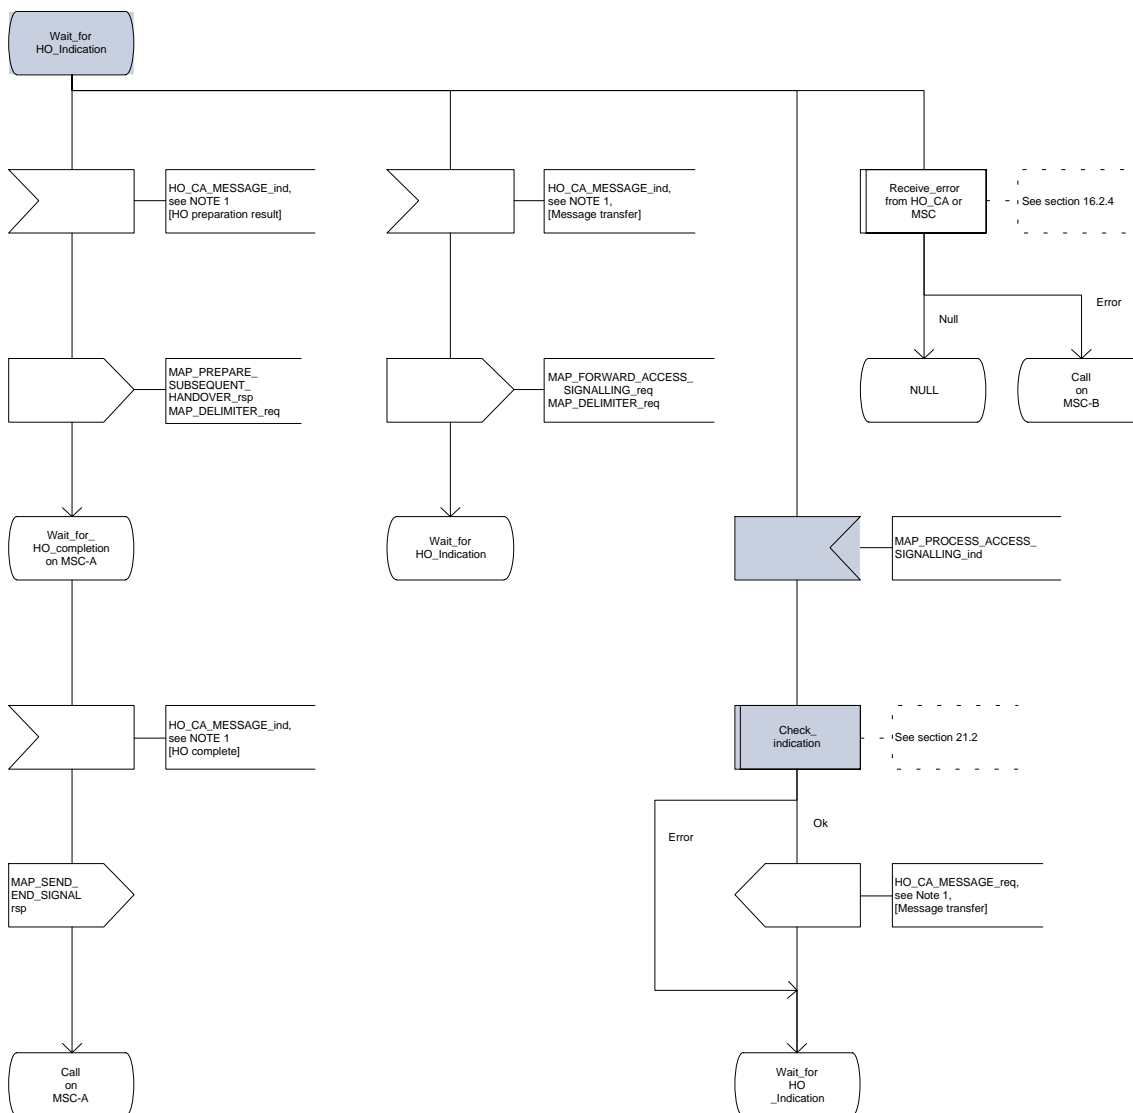 Wait_for
HO_Indication
HO_CA_MESSAGE_ind,
see NOTE 1
[HO preparation result]
HO_CA_MESSAGE_ind,
see NOTE 1,
[Message transfer]
Receive_error
from HO_CA or
MSC
See section 16.2.4
Null
Error
MAP_PREPARE_
SUBSEQUENT_
HANDOVER_rsp
MAP_DELIMITER_req
MAP_FORWARD_ACCESS_
SIGNALLING_req
MAP_DELIMITER_req
NULL
Call
on
MSC-B
Wait_for_
HO_completion
on MSC-A
Wait_for
HO_Indication
MAP_PROCESS_ACCESS_
SIGNALLING_ind
HO_CA_MESSAGE_ind,
see NOTE 1
[HO complete]
Check_
indication
See section 21.2
Error
Ok
MAP_SEND_
END_SIGNAL
rsp
HO_CA_MESSAGE_req,
see Note 1,
[Message transfer]
Call
on
MSC-A
Wait_for
HO
_Indication